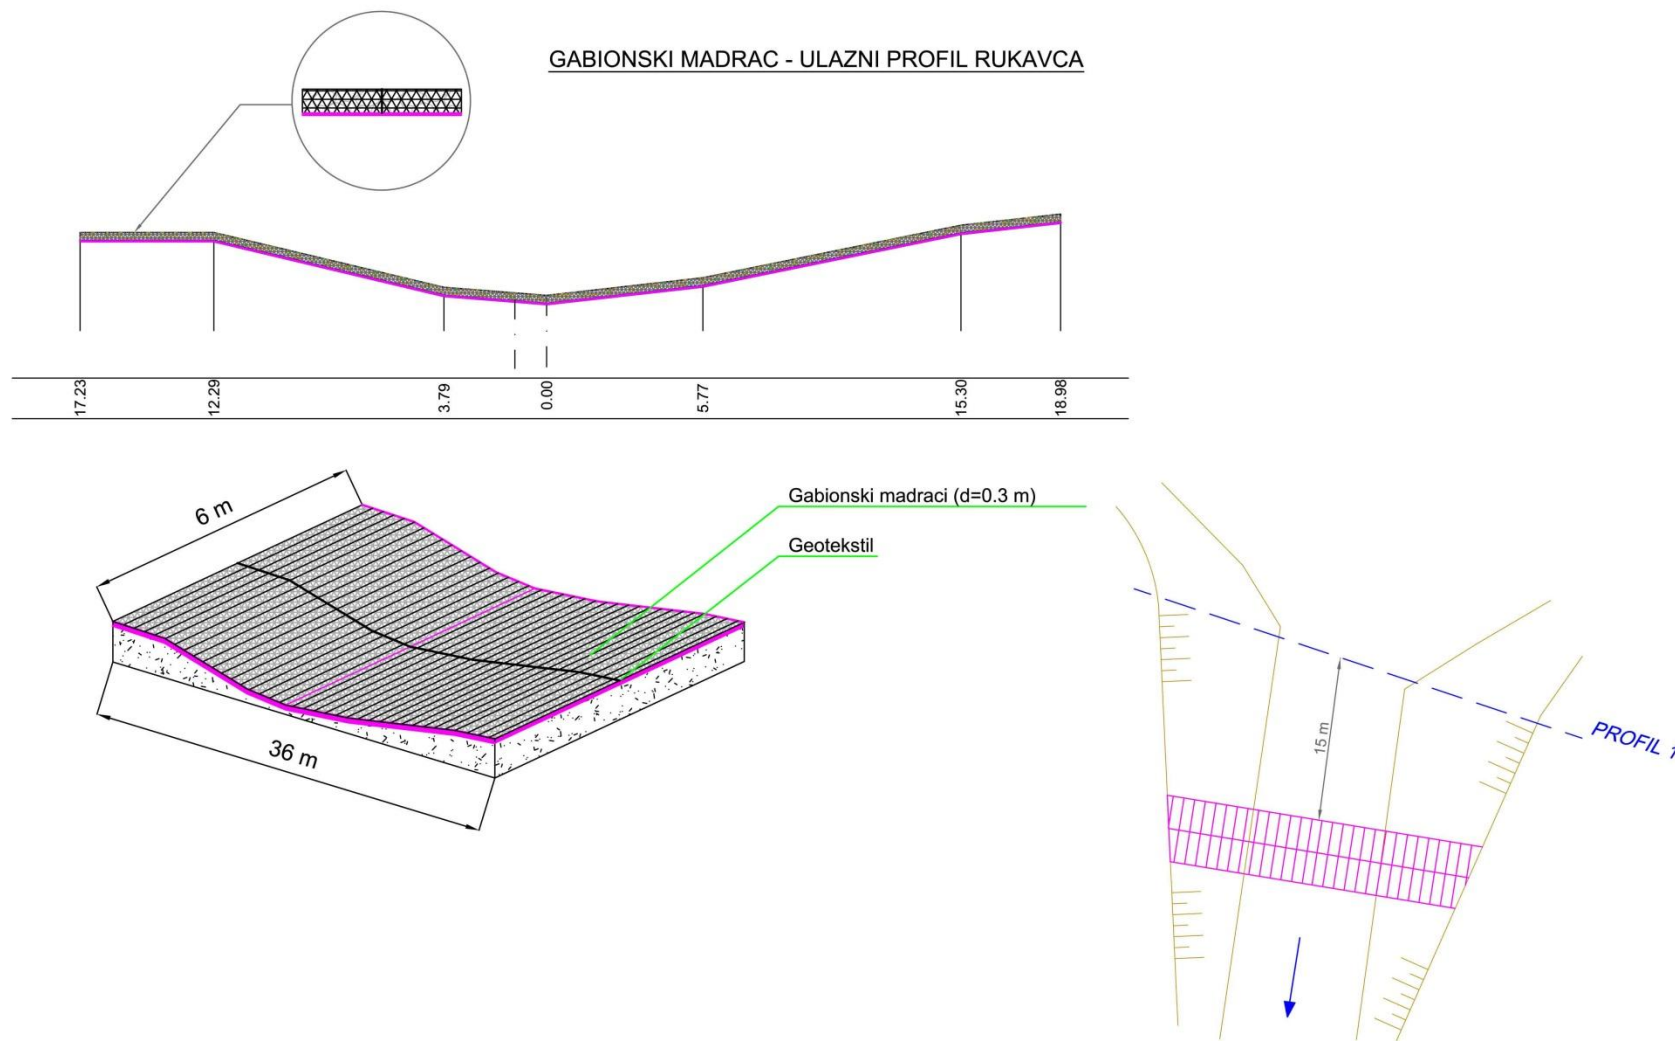 GABIONSKI MADRAC - ULAZNI PROFIL RUKAVCA
17.23
12.29
3.79
0.00
5.77
15.30
18.98
6 m
36 m
Gabionski madraci (d=0.3 m)
Geotekstil
15 m
PROFIL 1